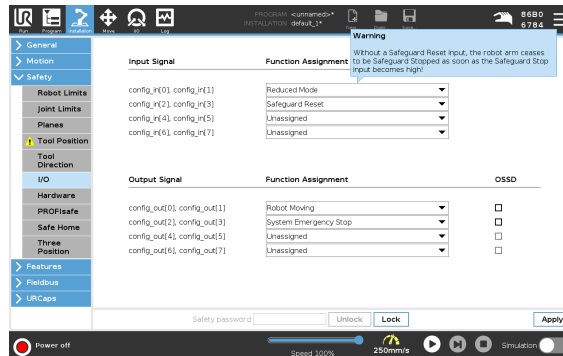 PROGRAM <unnamed>*
INSTALLATION default_1*
Run Program Installation Move I/O Log
86B0
6784
Warning
Without a Safeguard Reset input, the robot arm ceases
to be Safeguard Stopped as soon as the Safeguard Stop
input becomes high!
General
Motion
Safety
Robot Limits
Joint Limits
Planes
Tool Position
Tool
Direction
I/O
Hardware
PROFIsafe
Safe Home
Three
Position
Features
Fieldbus
URCaps
Input Signal Function Assignment
config_in[0], config_in[1] Reduced Mode
config_in[2], config_in[3] Safeguard Reset
config_in[4], config_in[5] Unassigned
config_in[6], config_in[7] Unassigned
Output Signal Function Assignment OSSD
config_out[0], config_out[1] Robot Moving
config_out[2], config_out[3] System Emergency Stop
config_out[4], config_out[5] Unassigned
config_out[6], config_out[7] Unassigned
Safety password Unlock Lock Apply
Power off
Speed 100%
250mm/s
Simulation